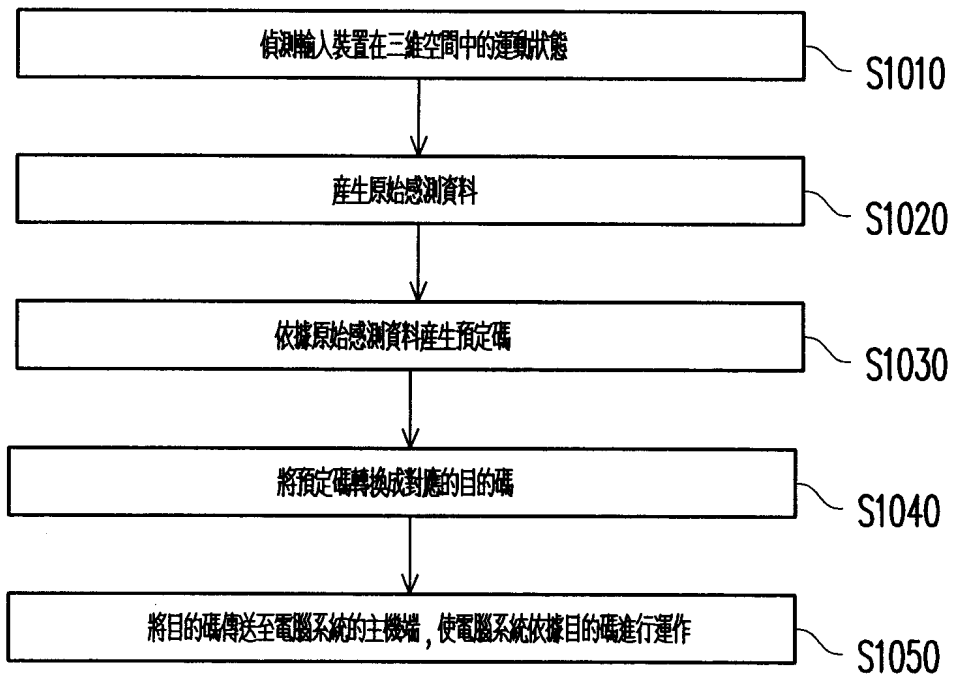 偵測輸入裝置在三維空間中的運動狀態
S1010
產生原始感測資料
S1020
依據原始感測資料產生預定碼
S1030
將預定碼轉換成對應的目的碼
S1040
將目的碼傳送至電腦系統的主機端,使電腦系統依據目的碼進行運作
S1050